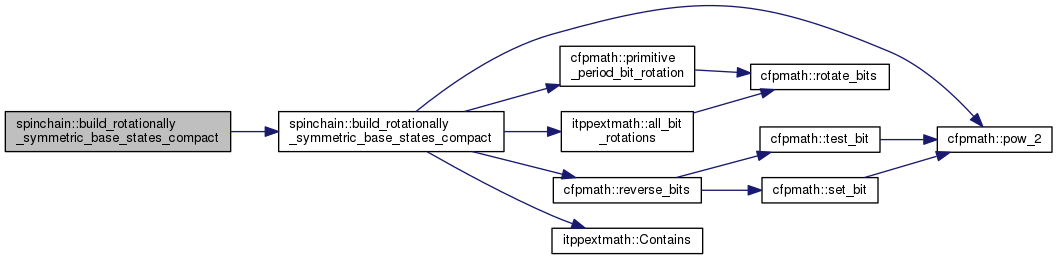 spinchain::build_rotationally
_symmetric_base_states_compact
spinchain::build_rotationally
_symmetric_base_states_compact
cfpmath::primitive
_period_bit_rotation
itppextmath::all_bit
_rotations
cfpmath::reverse_bits
itppextmath::Contains
cfpmath::rotate_bits
cfpmath::test_bit
cfpmath::set_bit
cfpmath::pow_2